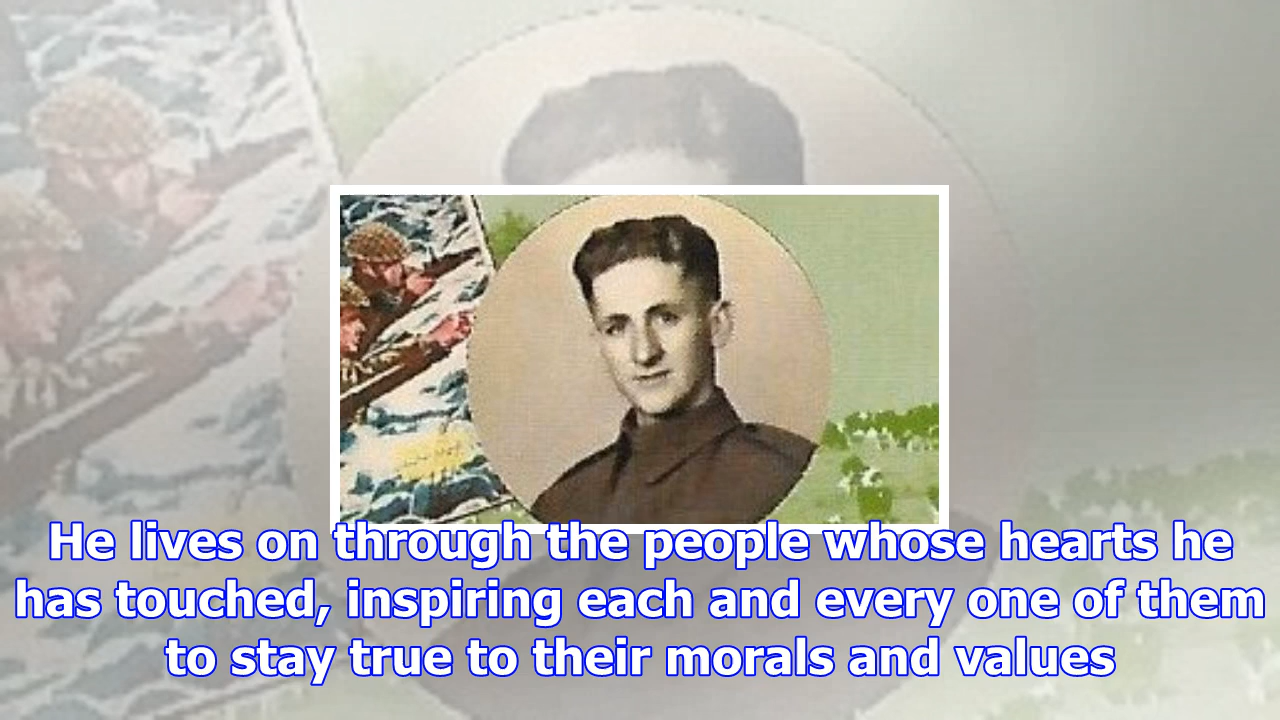 He lives on through the people whose hearts he
has touched, inspiring each and every one of them
to stay true to their morals and values